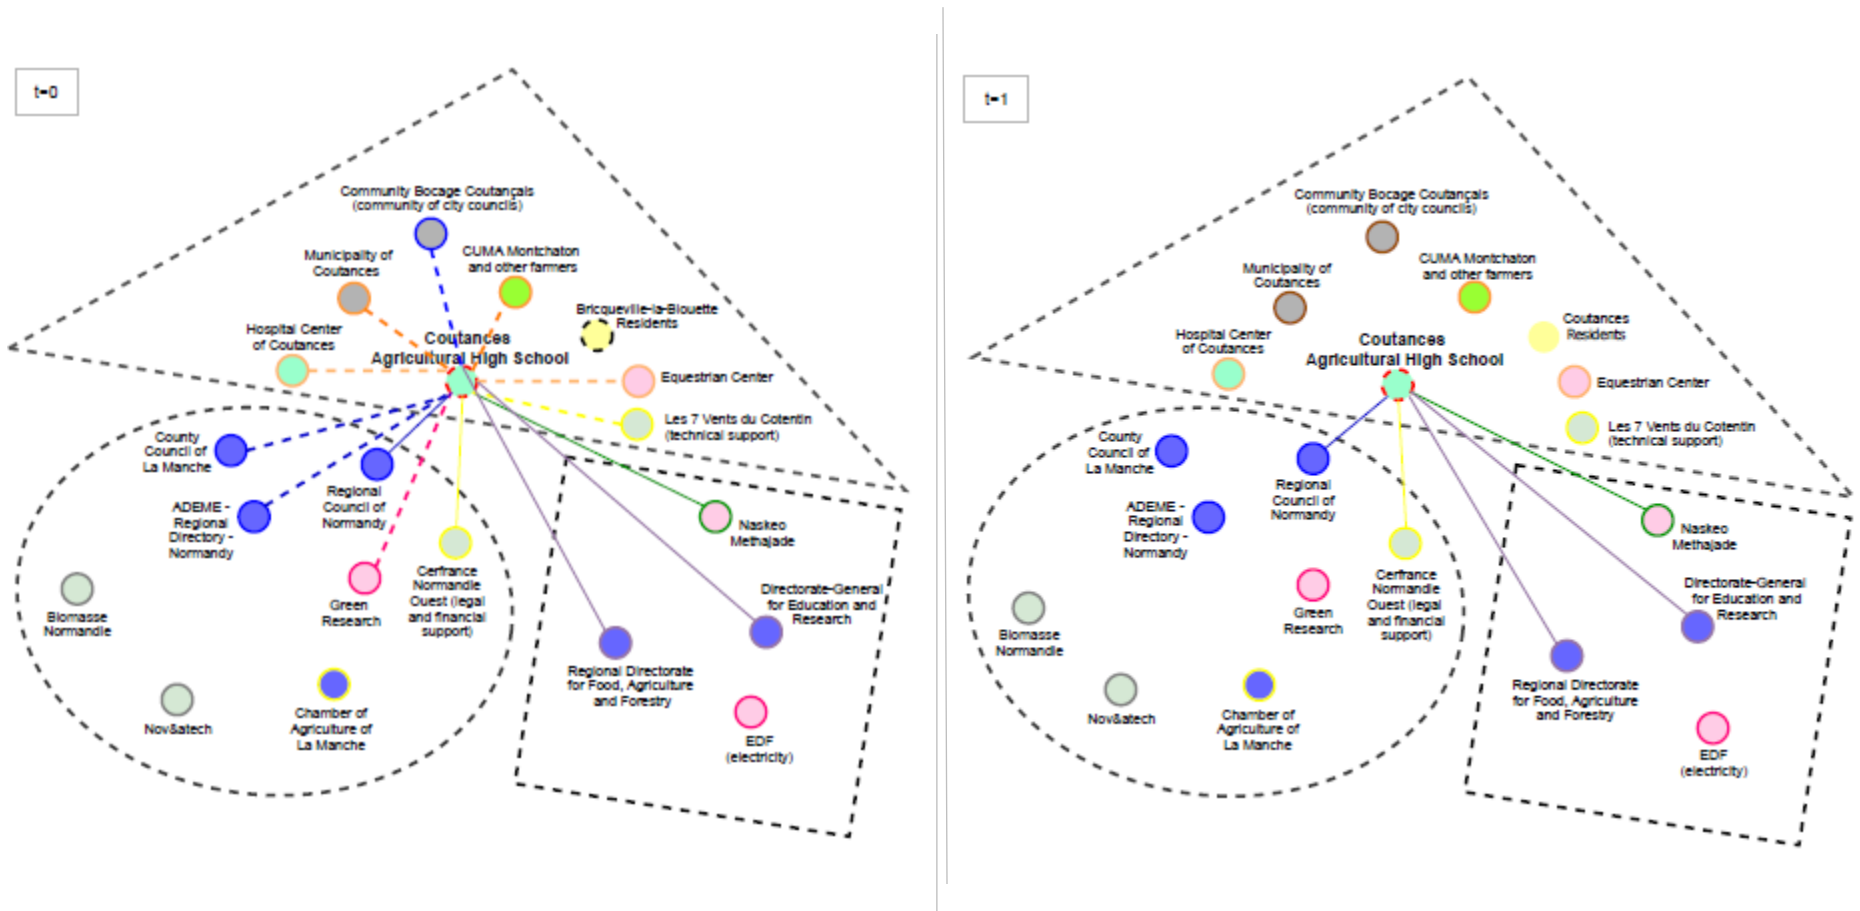 t=0
Community Bocage Coutançais
(community of city councils)
Municipality of
Coutances
CUMA Montchaton
and other farmers
Bricqueville-la-Blouette
Residents
Hospital Center
of Coutances
Coutances
Agricultural High School
Equestrian Center
Les 7 Vents du Cotentin
(technical support)
County
Council of
La Manche
ADEME -
Regional
Directory -
Normandy
Regional
Council of
Normandy
Naskeo
Methajade
Cerfrance
Normandie
Ouest (legal
and financial
support)
Green
Research
Biomasse
Normandie
Directorate-General
for Education and
Research
Regional Directorate
for Food, Agriculture
and Forestry
Nov&atech
Chamber of
Agriculture of
La Manche
EDF
(electricity)
t=1
Community Bocage Coutançais
(community of city councils)
Municipality of
Coutances
CUMA Montchaton
and other farmers
Coutances
Residents
Hospital Center
of Coutances
Coutances
Agricultural High School
Equestrian Center
Les 7 Vents du Cotentin
(technical support)
County
Council of
La Manche
ADEME -
Regional
Directory -
Normandy
Regional
Council of
Normandy
Naskeo
Methajade
Cerfrance
Normandie
Ouest (legal
and financial
support)
Green
Research
Biomasse
Normandie
Directorate-General
for Education and
Research
Regional Directorate
for Food, Agriculture
and Forestry
Nov&atech
Chamber of
Agriculture of
La Manche
EDF
(electricity)